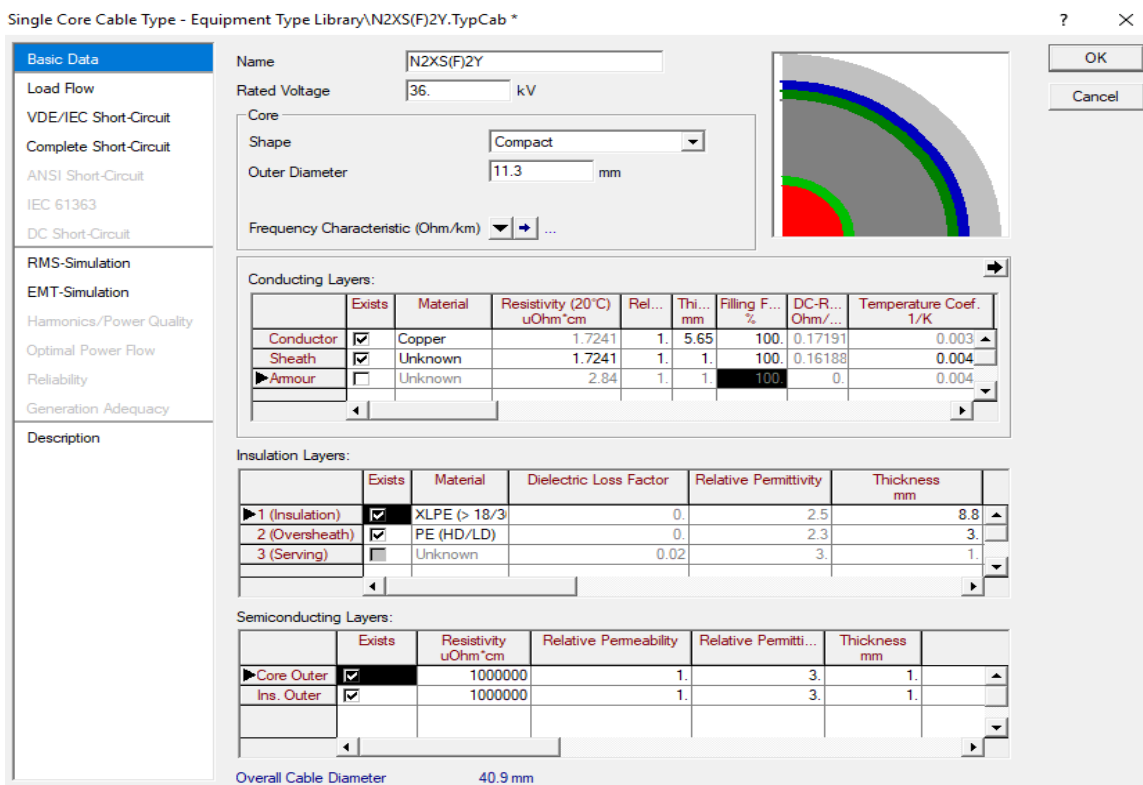 Single Core Cable Type - Equipment Type Library\N2XS(F)2Y.TypCab *
? ×
Basic Data
Load Flow
VDE/IEC Short-Circuit
Complete Short-Circuit
ANSI Short-Circuit
IEC 61363
DC Short-Circuit
RMS-Simulation
EMT-Simulation
Harmonics/Power Quality
Optimal Power Flow
Reliability
Generation Adequacy
Description
Name N2XS(F)2Y
Rated Voltage 36. kV
Core
Shape Compact
Outer Diameter 11.3 mm
Frequency Characteristic (Ohm/km) ...
OK
Cancel
Conducting Layers:
Exists Material Resistivity (20°C) uOhm*cm Rel... Thi... mm Filling F... % DC-R... Ohm/... Temperature Coef. 1/K
Conductor Copper 1.7241 1. 5.65 100. 0.17191 0.003
Sheath Unknown 1.7241 1. 1. 100. 0.16188 0.004
Armour Unknown 2.84 1. 1. 100. 0. 0.004
Insulation Layers:
Exists Material Dielectric Loss Factor Relative Permittivity Thickness mm
1 (Insulation) XLPE (> 18/3 0. 2.5 8.8
2 (Oversheath) PE (HD/LD) 0. 2.3 3.
3 (Serving) Unknown 0.02 3. 1.
Semiconducting Layers:
Exists Resistivity uOhm*cm Relative Permeability Relative Permitti... Thickness mm
Core Outer 1000000 1. 3. 1.
Ins. Outer 1000000 1. 3. 1.
Overall Cable Diameter 40.9 mm